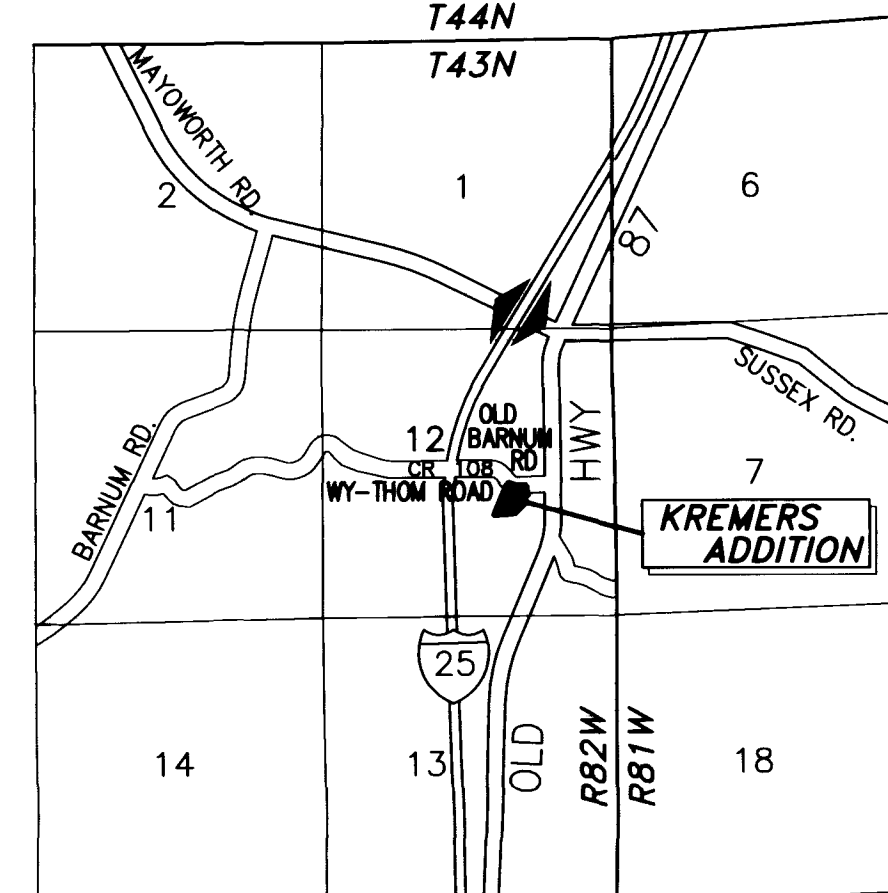 T44N
T43N
MAYOWORTH RD.
2
1
6
87
SUSSEX RD.
OLD
BARNUM
RD
12
CR 108
WY-THOM ROAD
HWY
7
BARNUM RD.
11
KREMERS
ADDITION
25
14
13
OLD
R82W
R81W
18